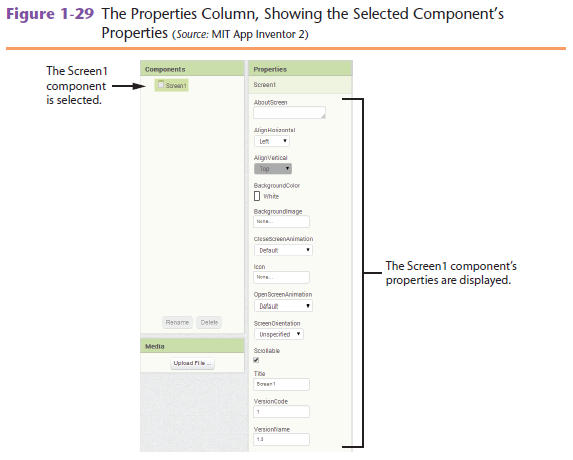 Figure 1-29 The Properties Column, Showing the Selected Component's
Properties (Source: MIT App Inventor 2)
The Screen1
component
is selected.
Components
Screen1
Rename Delete
Media
Upload File ...
Properties
Screen1
AboutScreen
AlignHorizontal
Left
AlignVertical
Top
BackgroundColor
White
BackgroundImage
None...
CloseScreenAnimation
Default
Icon
None...
OpenScreenAnimation
Default
ScreenOrientation
Unspecified
Scrollable
Title
Screen1
VersionCode
1
VersionName
1.0
The Screen1 component's
properties are displayed.